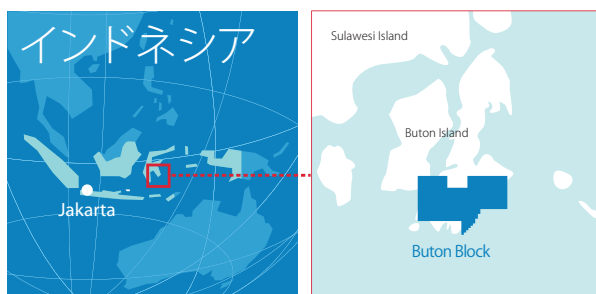 インドネシア
Jakarta
Sulawesi Island
Buton Island
Buton Block